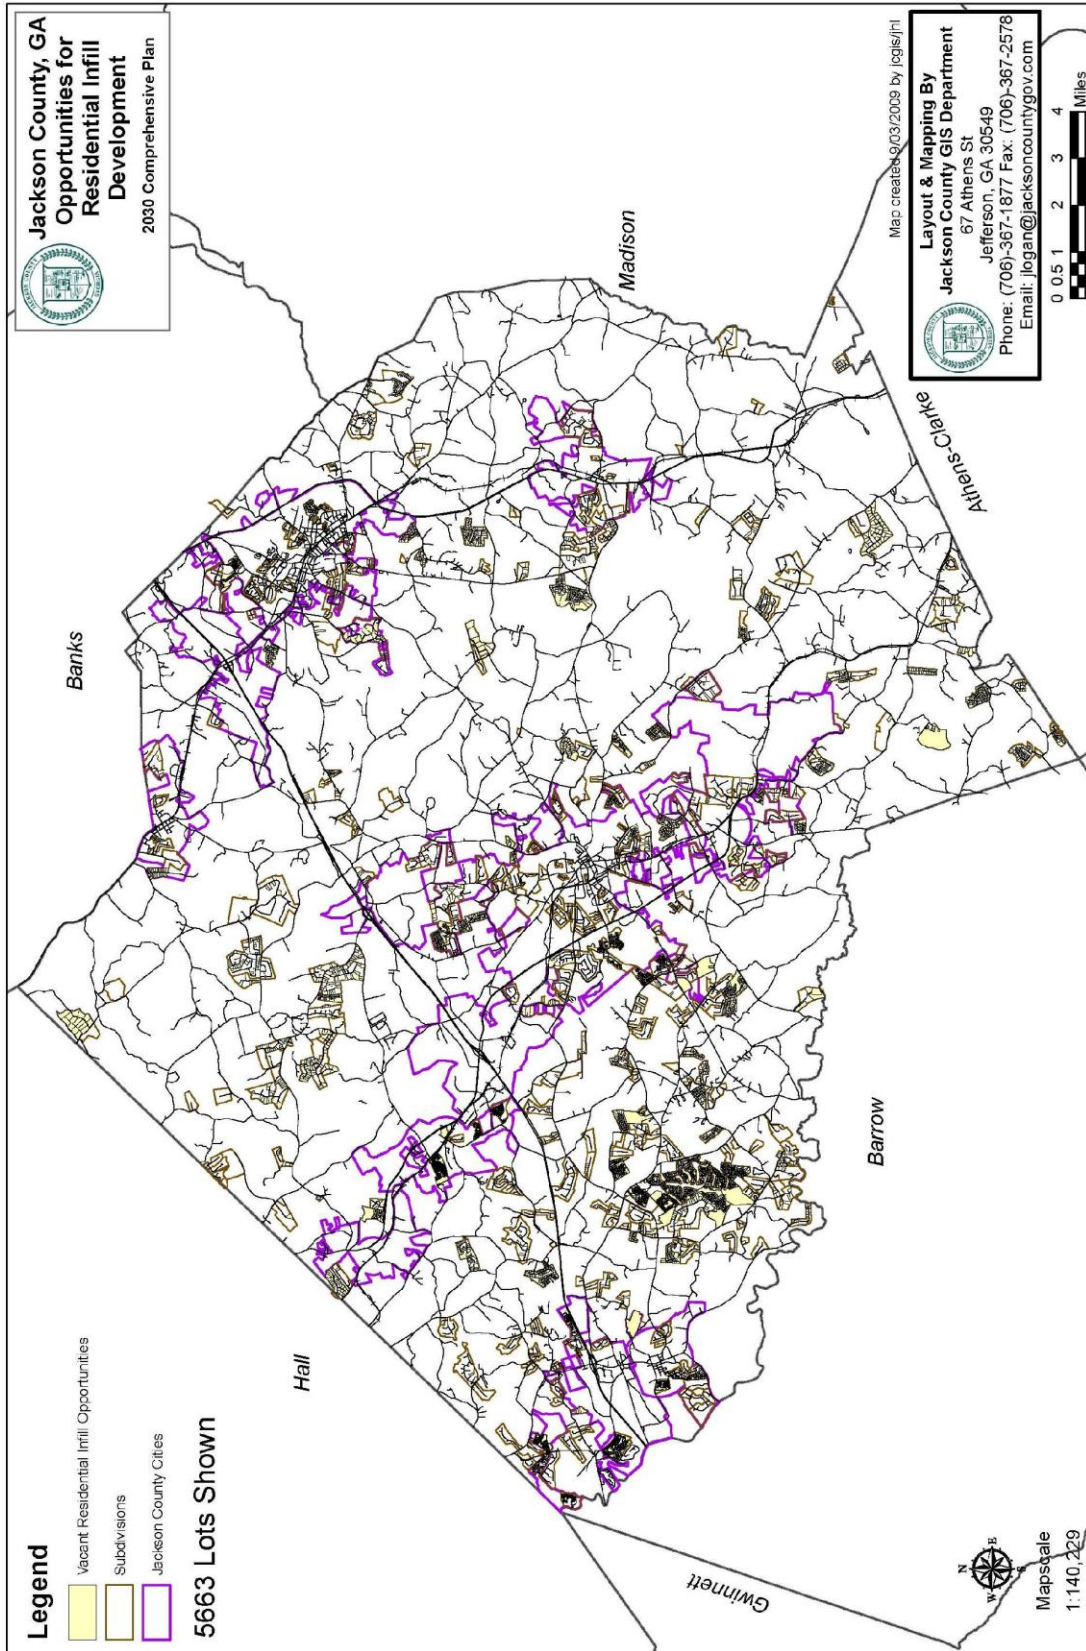 Jackson County, GA
Opportunities for
Residential Infill
Development
2030 Comprehensive Plan
Legend
Vacant Residential Infill Opportunities
Subdivisions
Jackson County Cities
5663 Lots Shown
Banks
Hall
Madison
Barrow
Athens-Clarke
Gwinnett
N
E
S
W
Mapscale
1:140,229
Map created 9/03/2009 by jcgis/jhl
Layout & Mapping By
Jackson County GIS Department
67 Athens St
Jefferson, GA 30549
Phone: (706)-367-1877 Fax: (706)-367-2578
Email: jlogan@jacksoncountygov.com
0 0.5 1 2 3 4
Miles